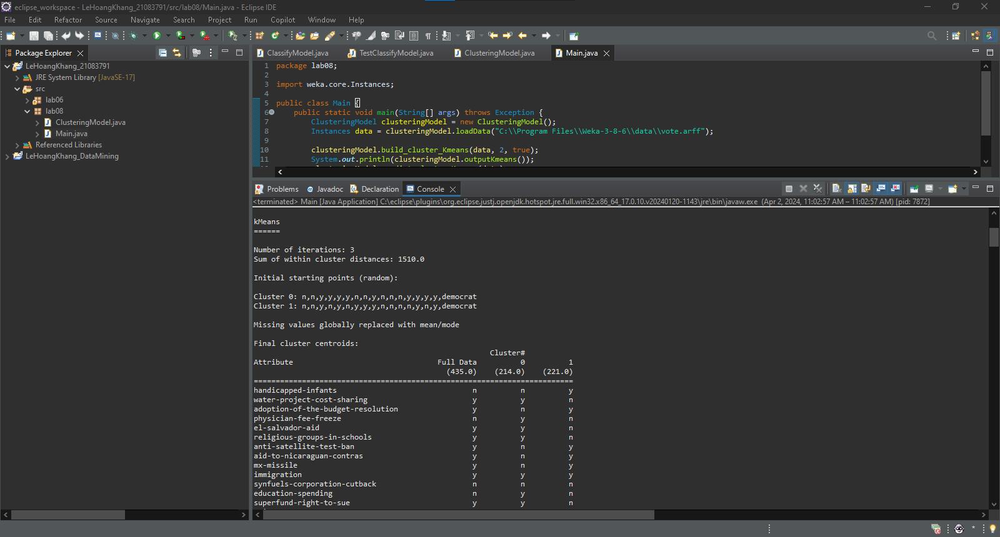 eclipse_workspace - LeHoangKhang_21083791/src/lab08/Main.java - Eclipse IDE
File Edit Refactor Source Navigate Search Project Run Copilot Window Help
Package Explorer
LeHoangKhang_21083791
JRE System Library [JavaSE-17]
src
lab06
lab08
ClusteringModel.java
Main.java
Referenced Libraries
LeHoangKhang_DataMining
ClassifyModel.java TestClassifyModel.java ClusteringModel.java Main.java
1 package lab08;
2
3 import weka.core.Instances;
4
5 public class Main {
6 public static void main(String[] args) throws Exception {
7 ClusteringModel clusteringModel = new ClusteringModel();
8 Instances data = clusteringModel.loadData("C:\\Program Files\\Weka-3-8-6\\data\\vote.arff");
9
10 clusteringModel.build_cluster_Kmeans(data, 2, true);
11 System.out.println(clusteringModel.outputKmeans());
Problems Javadoc Declaration Console
<terminated> Main [Java Application] C:\eclipse\plugins\org.eclipse.justj.openjdk.hotspot.jre.full.win32.x86_64_17.0.10.v20240120-1143\jre\bin\javaw.exe (Apr 2, 2024, 11:02:57 AM – 11:02:57 AM) [pid: 7872]
kMeans
======
Number of iterations: 3
Sum of within cluster distances: 1510.0
Initial starting points (random):
Cluster 0: n,n,y,y,y,y,n,n,y,n,n,n,y,y,y,y,democrat
Cluster 1: n,n,y,n,y,n,y,y,y,n,n,n,n,y,n,y,democrat
Missing values globally replaced with mean/mode
Final cluster centroids:
Cluster#
Attribute Full Data 0 1
(435.0) (214.0) (221.0)
=========================================================================
handicapped-infants n n y
water-project-cost-sharing y y n
adoption-of-the-budget-resolution y n y
physician-fee-freeze n y n
el-salvador-aid y y n
religious-groups-in-schools y y n
anti-satellite-test-ban y n y
aid-to-nicaraguan-contras y n y
mx-missile y n y
immigration y y y
synfuels-corporation-cutback n n n
education-spending n y n
superfund-right-to-sue y y n